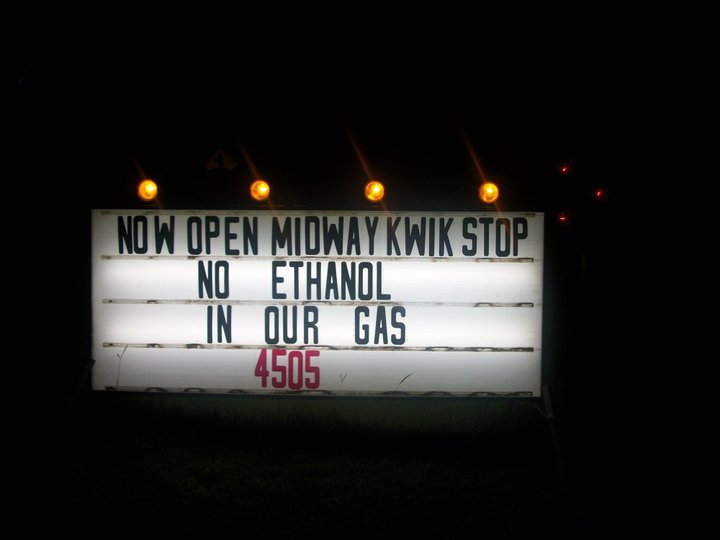 NOW OPEN MIDWAY KWIK STOP
NO ETHANOL
IN OUR GAS
4505